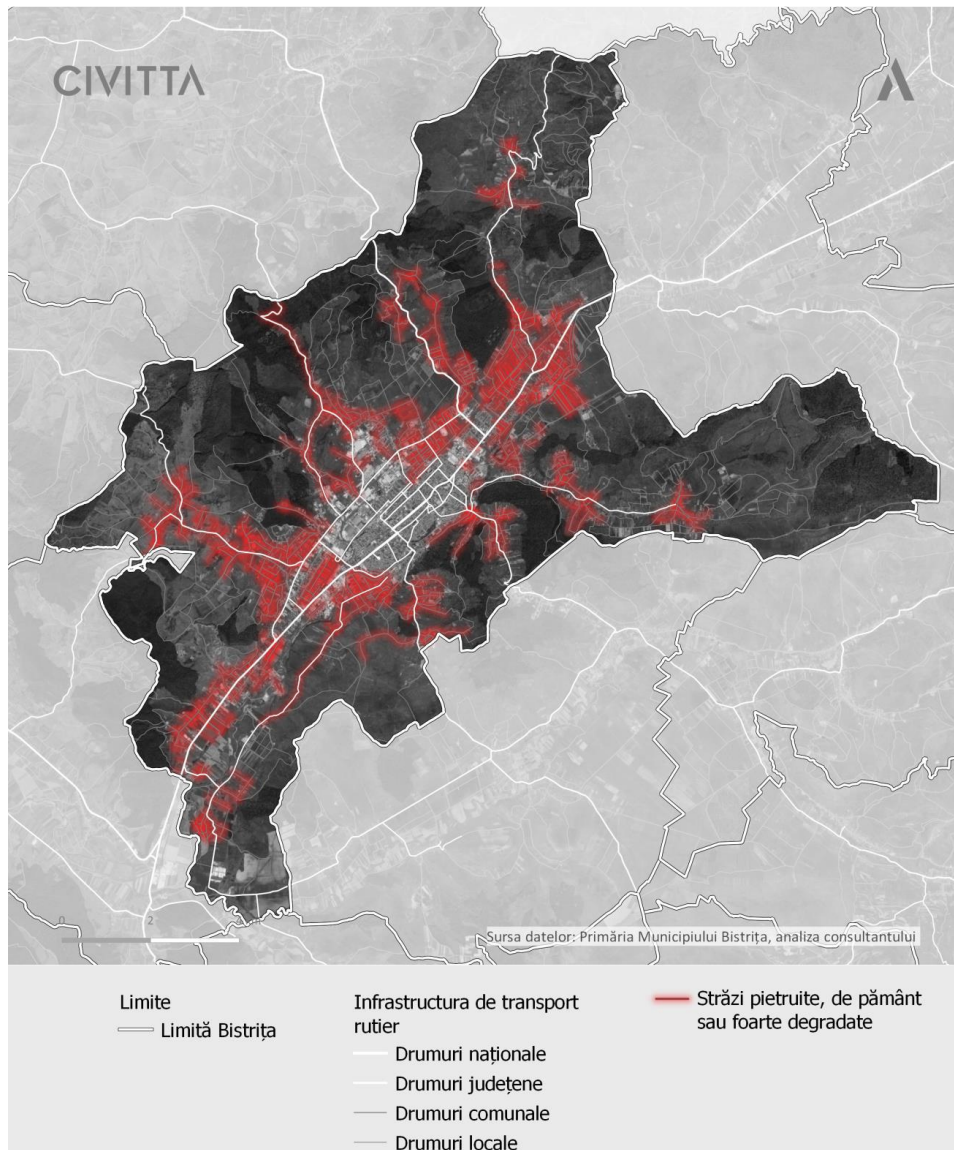 CIVITTA
0
2
Sursa datelor: Primăria Municipiului Bistrița, analiza consultantului
Limite
Limită Bistrița
Infrastructura de transport
rutier
Drumuri naționale
Drumuri județene
Drumuri comunale
Drumuri locale
Străzi pietruite, de pământ
sau foarte degradate